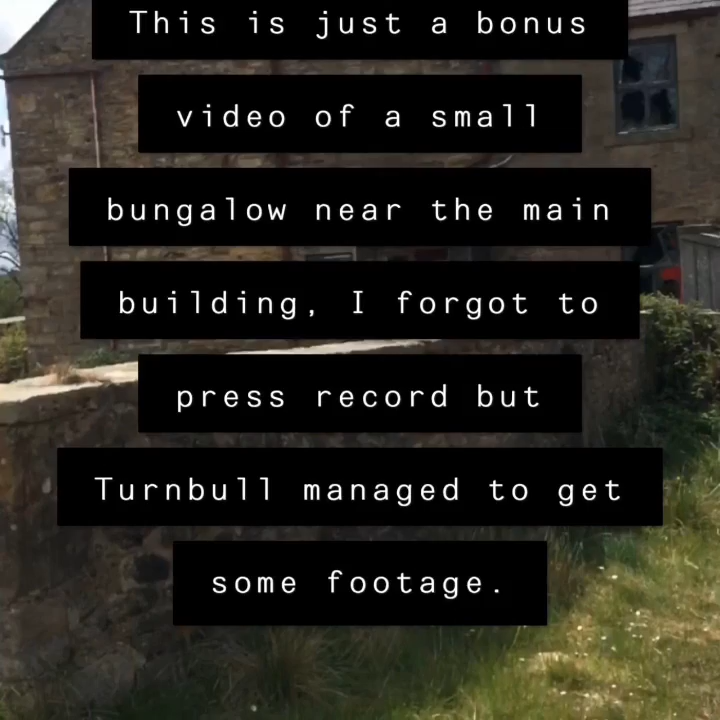 This is just a bonus
video of a small
bungalow near the main
building, I forgot to
press record but
Turnbull managed to get
some footage.